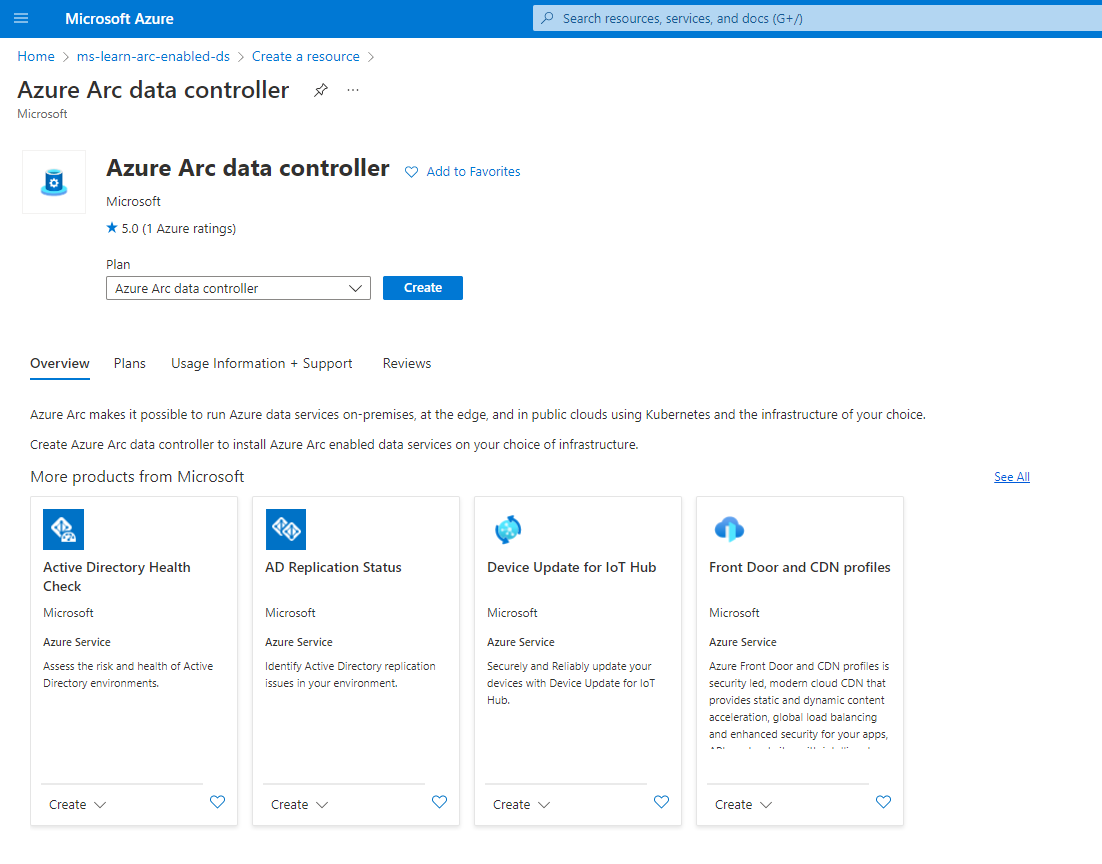 Microsoft Azure
Search resources, services, and docs (G+/)
Home > ms-learn-arc-enabled-ds > Create a resource >
Azure Arc data controller
...
Microsoft
Azure Arc data controller
Add to Favorites
Microsoft
★ 5.0 (1 Azure ratings)
Plan
Azure Arc data controller
Create
Overview
Plans
Usage Information + Support
Reviews
Azure Arc makes it possible to run Azure data services on-premises, at the edge, and in public clouds using Kubernetes and the infrastructure of your choice.
Create Azure Arc data controller to install Azure Arc enabled data services on your choice of infrastructure.
More products from Microsoft
See All
Active Directory Health
Check
Microsoft
Azure Service
Assess the risk and health of Active
Directory environments.
Create
AD Replication Status
Microsoft
Azure Service
Identify Active Directory replication
issues in your environment.
Create
Device Update for IoT Hub
Microsoft
Azure Service
Securely and Reliably update your
devices with Device Update for IoT
Hub.
Create
Front Door and CDN profiles
Microsoft
Azure Service
Azure Front Door and CDN profiles is
security led, modern cloud CDN that
provides static and dynamic content
acceleration, global load balancing
and enhanced security for your apps,
Create